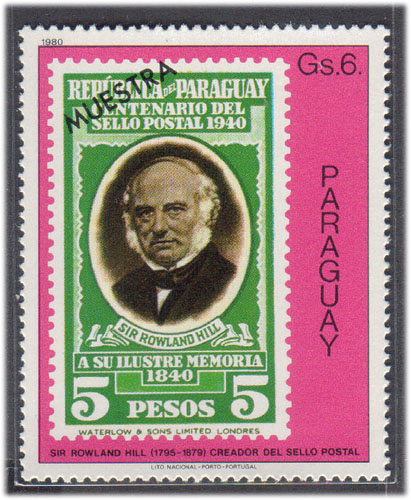 1980
Gs.6.
MUESTRA
REPÚBLICA DEL PARAGUAY
CENTENARIO DEL
SELLO POSTAL 1940
PARAGUAY
SIR ROWLAND HILL
A SU ILUSTRE MEMORIA
1840
5 PESOS 5
WATERLOW & SONS LIMITED LONDRES
SIR ROWLAND HILL (1795-1879) CREADOR DEL SELLO POSTAL
LITO NACIONAL-PORTO-PORTUGAL